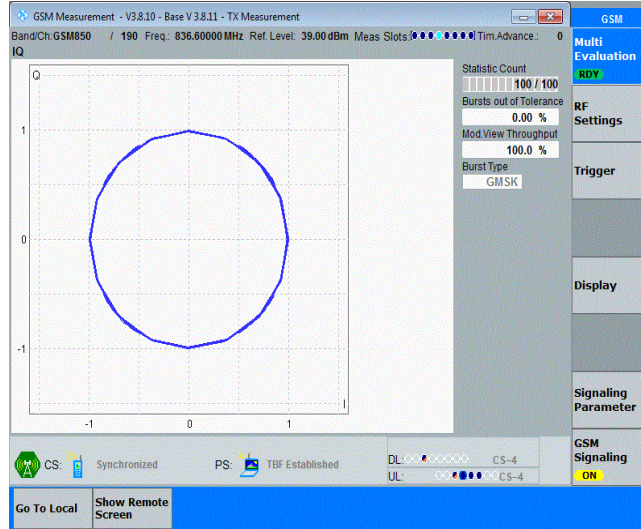 GSM Measurement - V3.8.10 - Base V 3.8.11 - TX Measurement
GSM
Band/Ch: GSM850 / 190 Freq.: 836.60000 MHz Ref. Level: 39.00 dBm Meas Slots: Tim.Advance.: 0
IQ
Q
1
0
-1
-1 0 1
I
Statistic Count
100 / 100
Bursts out of Tolerance
0.00 %
Mod.View Throughput
100.0 %
Burst Type
GMSK
Multi
Evaluation
RDY
RF
Settings
Trigger
Display
Signaling
Parameter
GSM
Signaling
ON
CS: Synchronized
PS: TBF Established
DL: CS-4
UL: CS-4
Go To Local
Show Remote
Screen